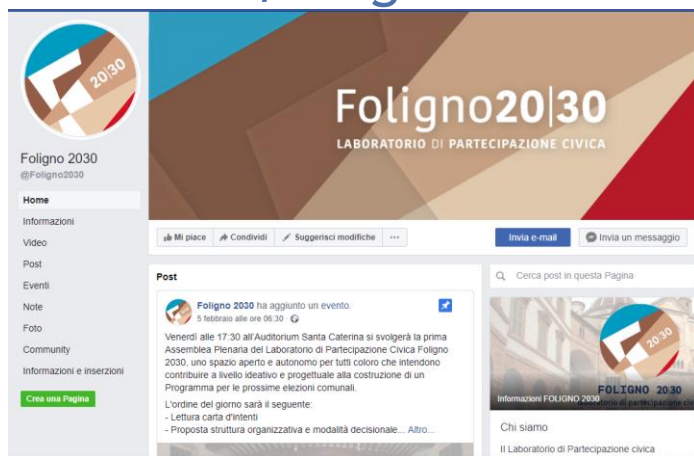 20|30
Foligno20|30
LABORATORIO DI PARTECIPAZIONE CIVICA
Foligno 2030
@Foligno2030
Home
Informazioni
Video
Post
Eventi
Note
Foto
Community
Informazioni e inserzioni
Crea una Pagina
Mi piace Condividi Suggerisci modifiche ...
Invia e-mail Invia un messaggio
Post
Foligno 2030 ha aggiunto un evento.
5 febbraio alle ore 06:30 ·
Venerdì alle 17:30 all'Auditorium Santa Caterina si svolgerà la prima
Assemblea Plenaria del Laboratorio di Partecipazione Civica Foligno
2030, uno spazio aperto e autonomo per tutti coloro che intendono
contribuire a livello ideativo e progettuale alla costruzione di un
Programma per le prossime elezioni comunali.
L'ordine del giorno sarà il seguente:
- Lettura carta d'intenti
- Proposta struttura organizzativa e modalità decisionale... Altro...
Cerca post in questa Pagina
20|30
FOLIGNO 2030
laboratorio di partecipazione
Informazioni FOLIGNO 2030
Chi siamo
Il Laboratorio di Partecipazione civica